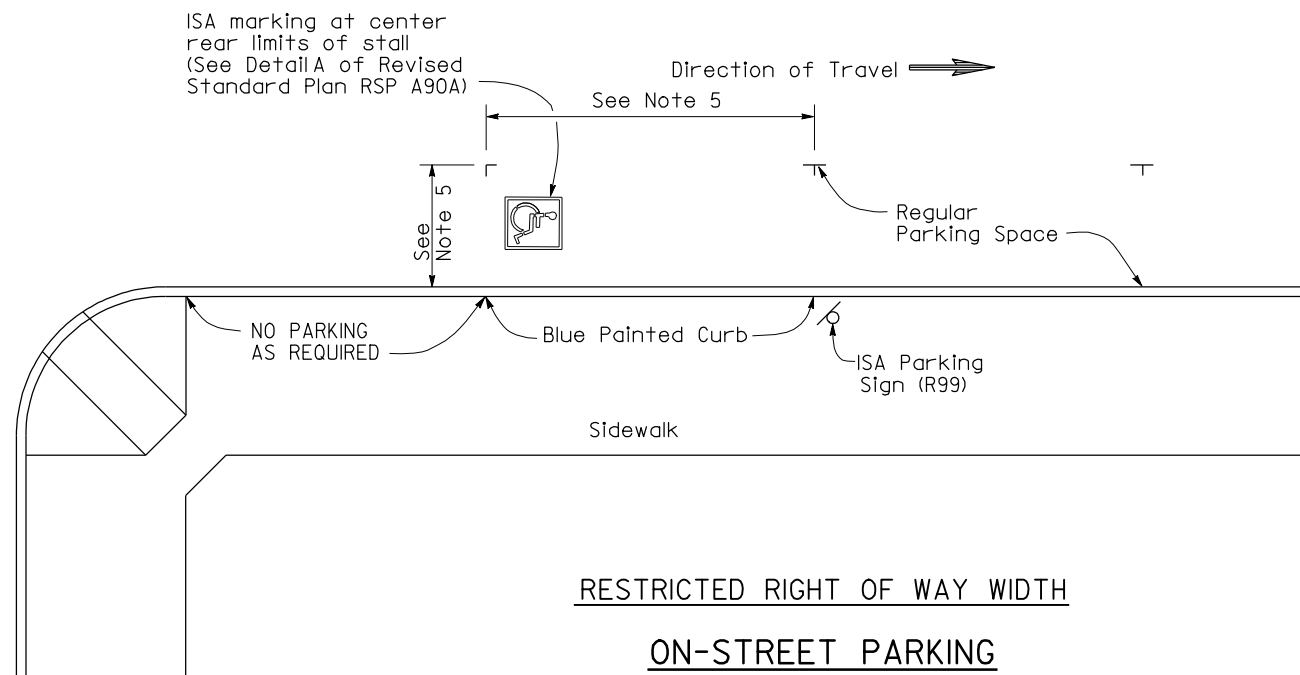 ISA marking at center
rear limits of stall
(See Detail A of Revised
Standard Plan RSP A90A)
Direction of Travel
See Note 5
See
Note 5
Regular
Parking Space
NO PARKING
AS REQUIRED
Blue Painted Curb
ISA Parking
Sign (R99)
Sidewalk
RESTRICTED RIGHT OF WAY WIDTH
ON-STREET PARKING